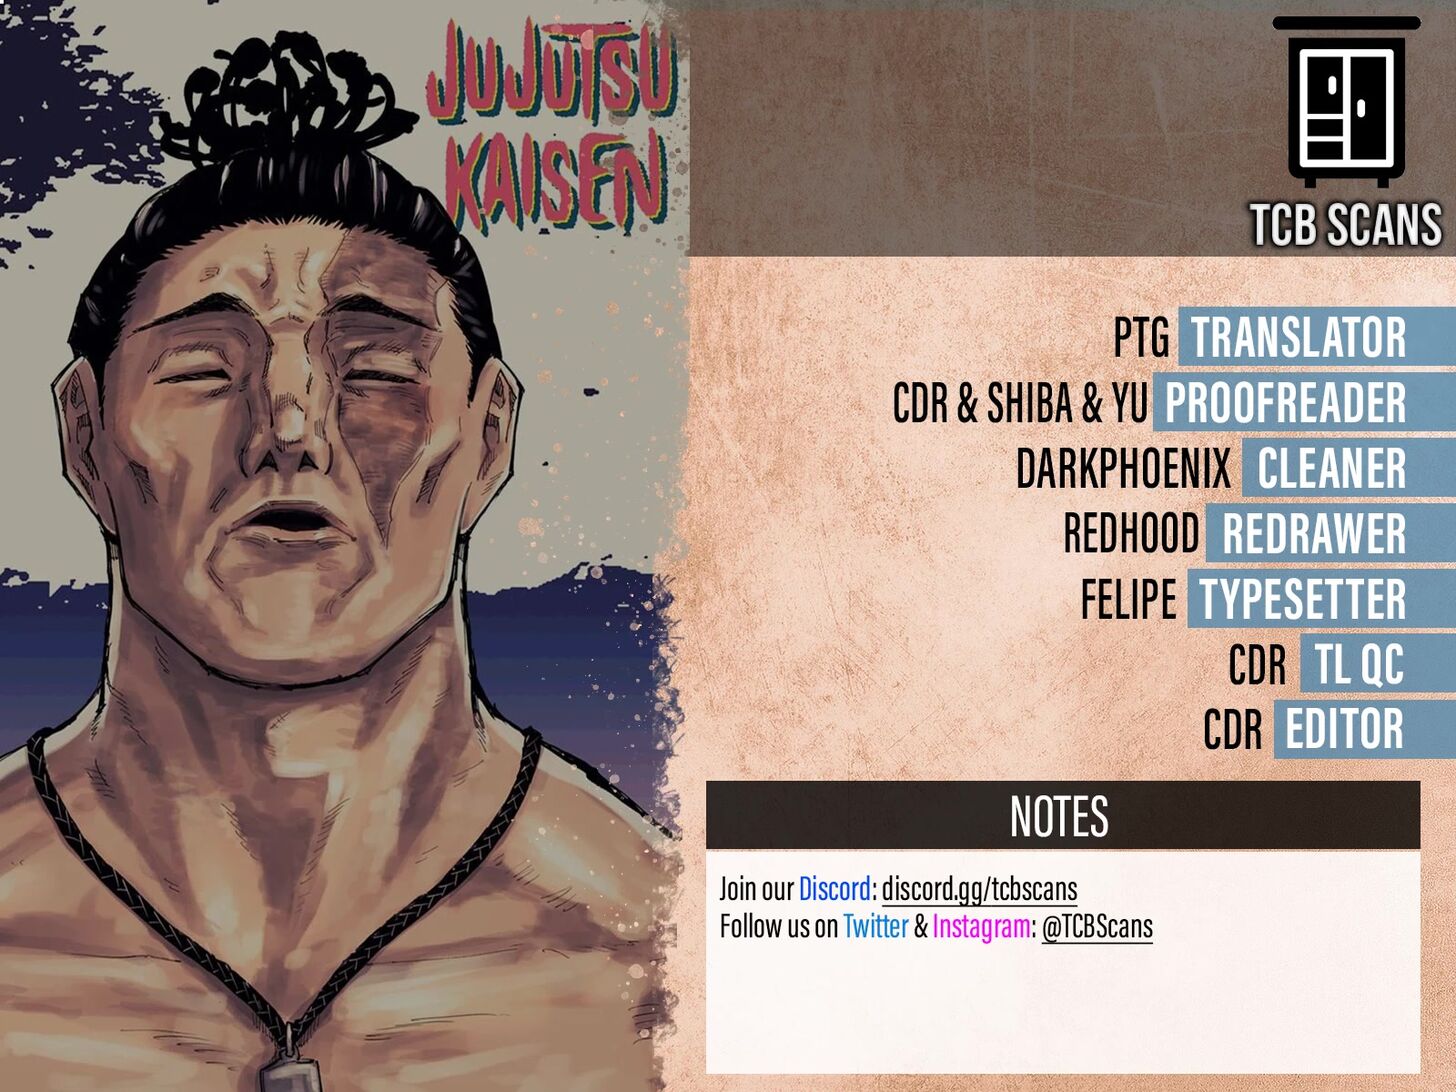 JUJUTSU
KAISEN
TCB SCANS
PTG TRANSLATOR
CDR & SHIBA & YU PROOFREADER
DARKPHOENIX CLEANER
REDHOOD REDRAWER
FELIPE TYPESETTER
CDR TL QC
CDR EDITOR
NOTES
Join our Discord: discord.gg/tcbscans
Follow us on Twitter & Instagram: @TCBScans